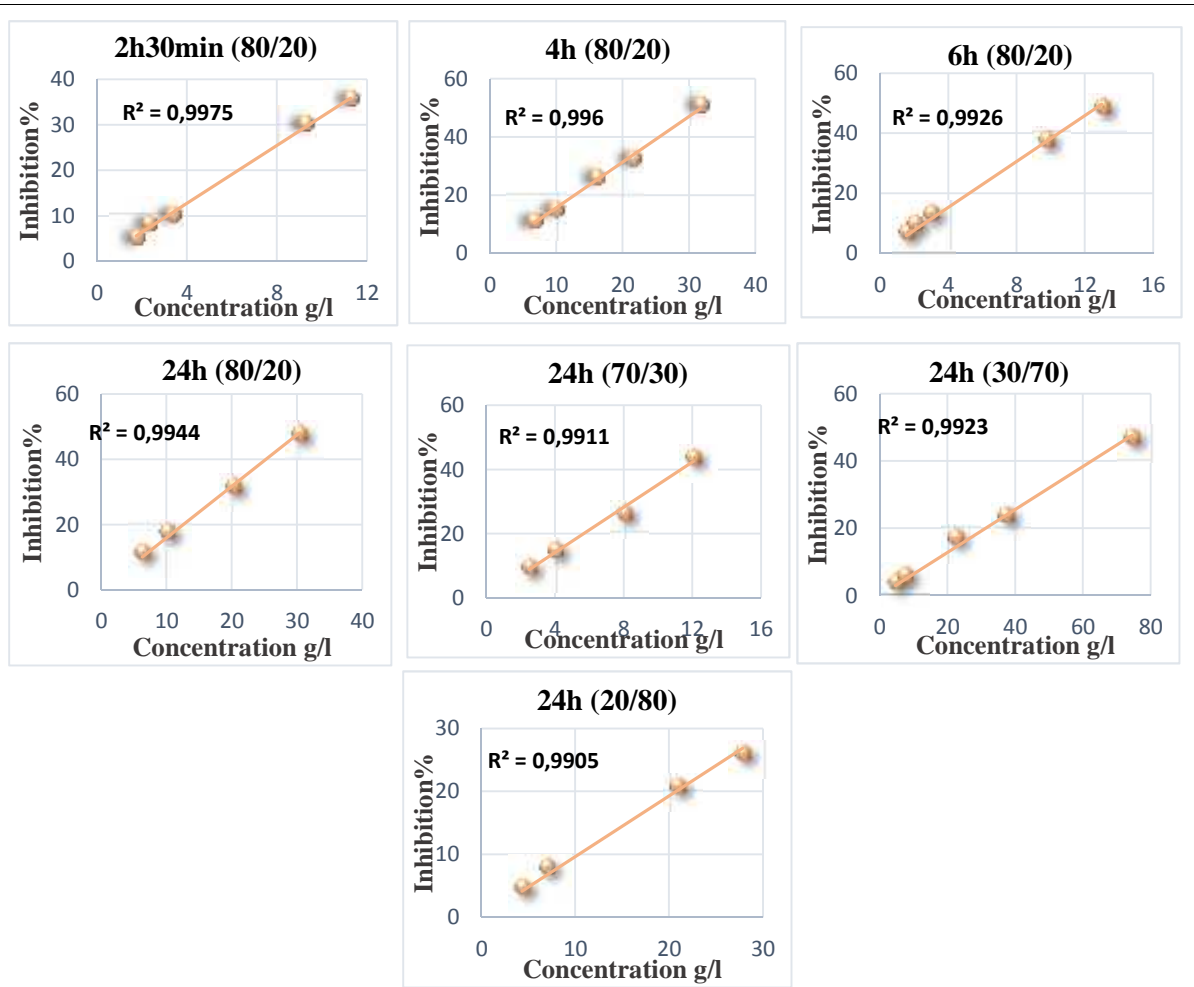 2h30min (80/20)
R² = 0,9975
Inhibition%
40
30
20
10
0
0 4 8 12
Concentration g/l
4h (80/20)
R² = 0,996
Inhibition%
60
40
20
0
0 10 20 30 40
Concentration g/l
6h (80/20)
R² = 0,9926
Inhibition%
60
40
20
0
0 4 8 12 16
Concentration g/l
24h (80/20)
R² = 0,9944
Inhibition%
60
40
20
0
0 10 20 30 40
Concentration g/l
24h (70/30)
R² = 0,9911
Inhibition%
60
40
20
0
0 4 8 12 16
Concentration g/l
24h (30/70)
R² = 0,9923
Inhibition%
60
40
20
0
0 20 40 60 80
Concentration g/l
24h (20/80)
R² = 0,9905
Inhibition%
30
20
10
0
0 10 20 30
Concentration g/l